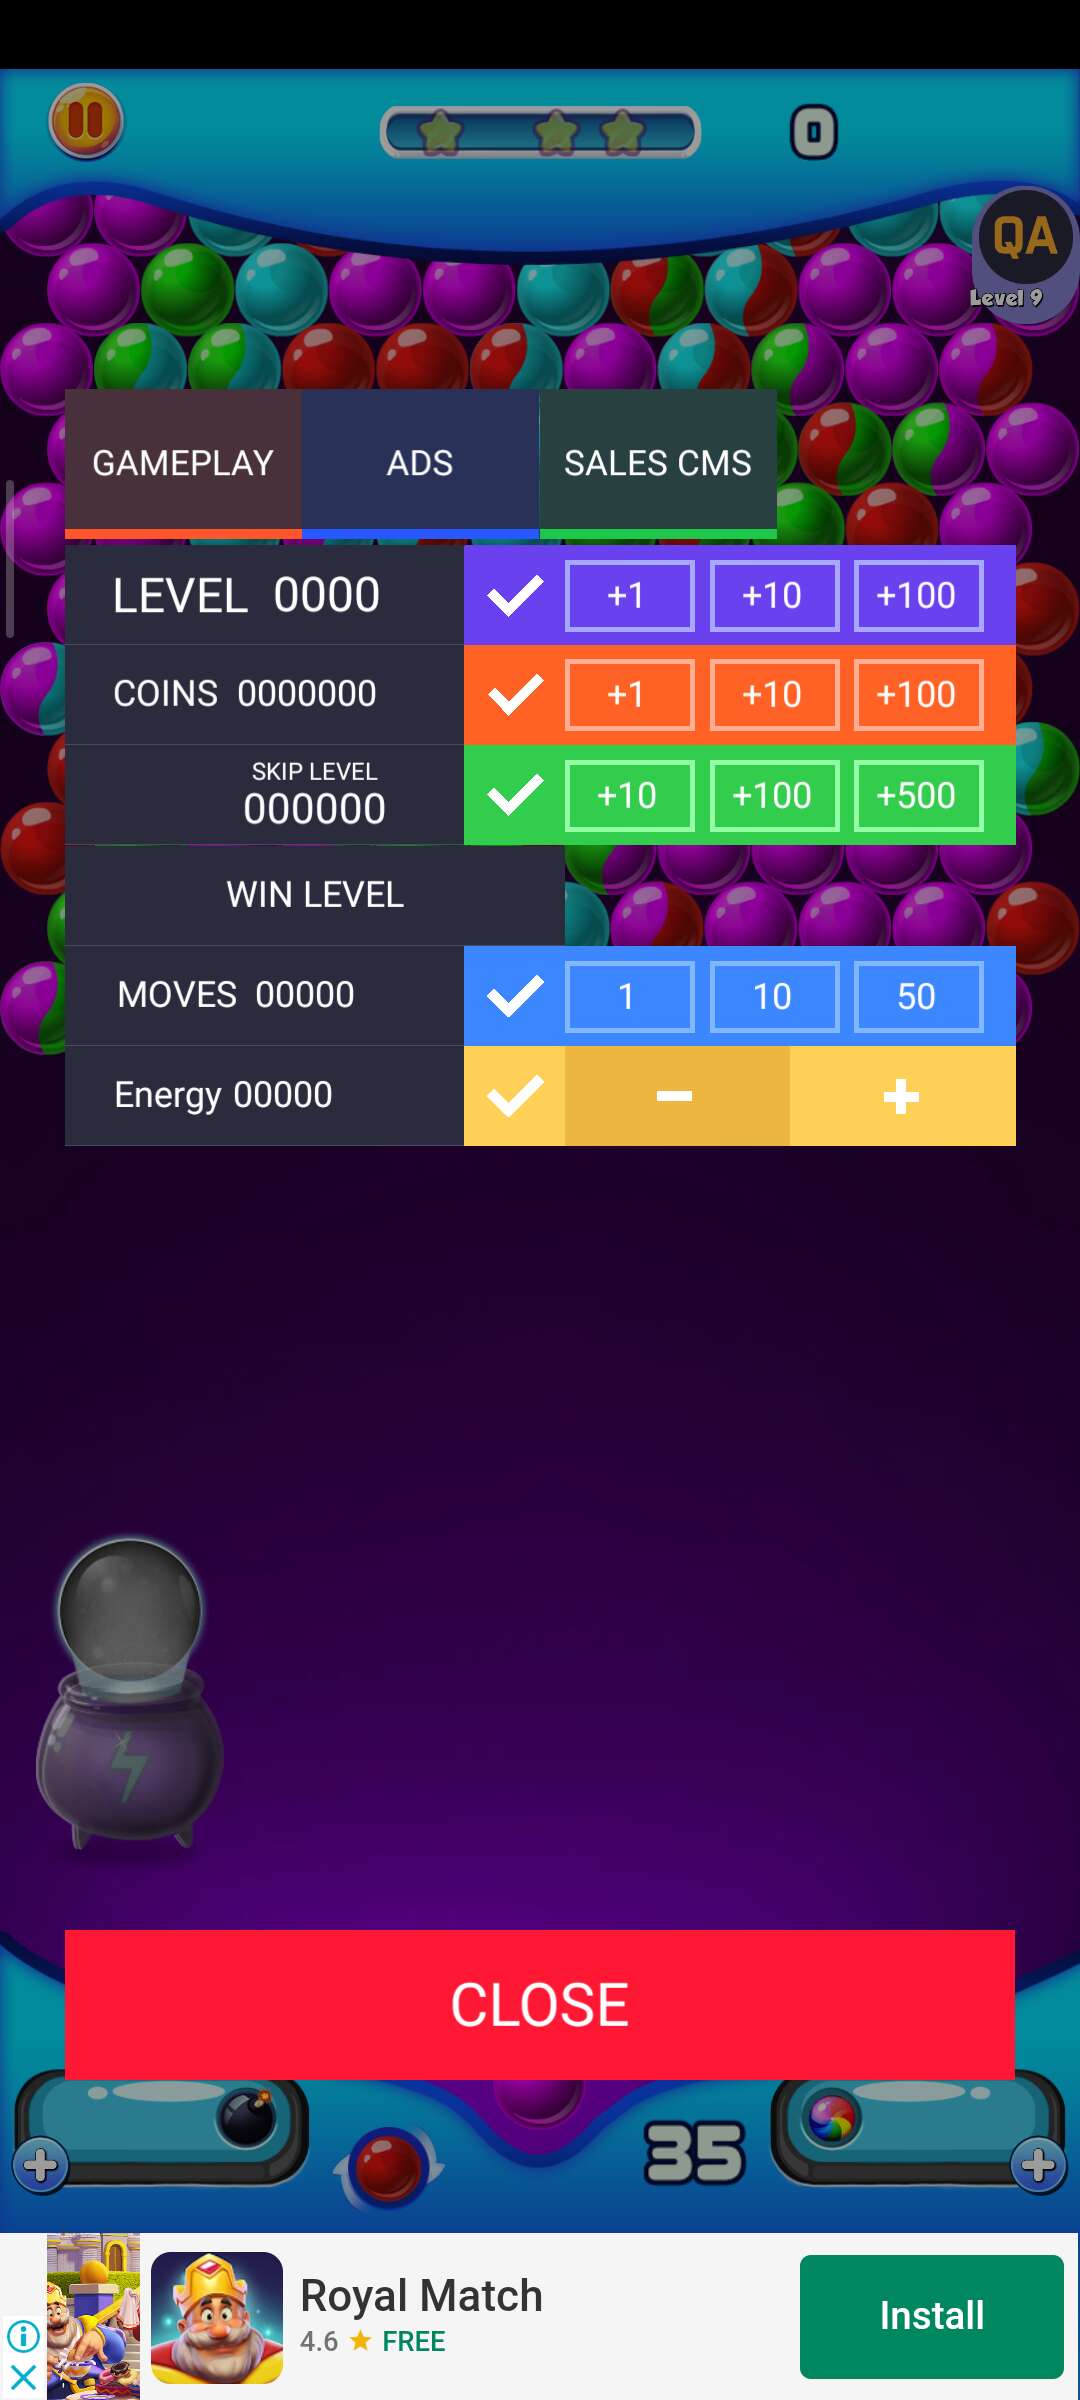 0
QA
Level 9
GAMEPLAY ADS SALES CMS
LEVEL 0000 +1 +10 +100
COINS 0000000 +1 +10 +100
SKIP LEVEL
000000 +10 +100 +500
WIN LEVEL
MOVES 00000 1 10 50
Energy 00000
CLOSE
35
Royal Match
4.6 FREE
Install